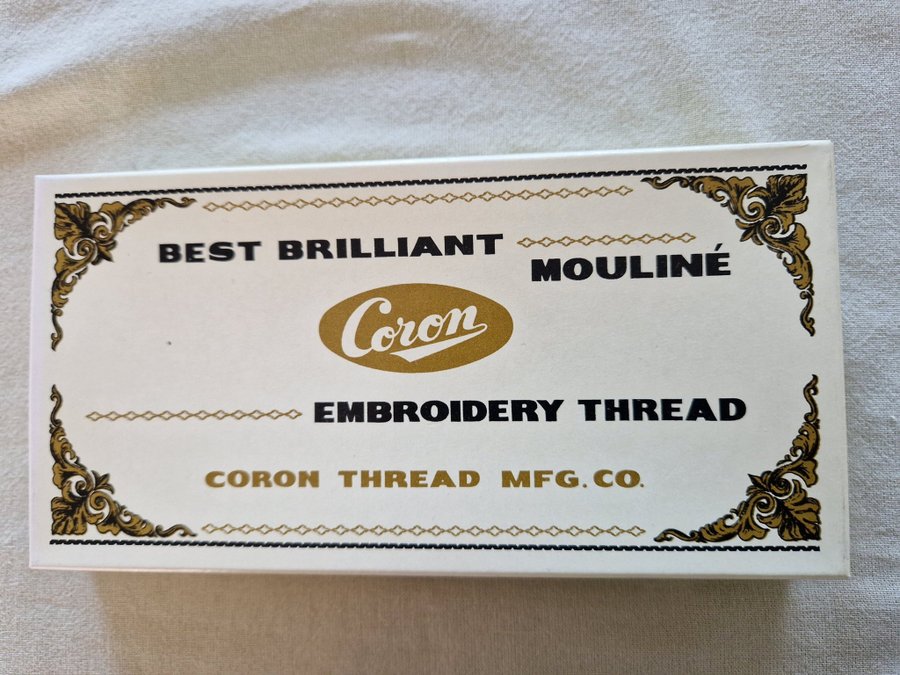 BEST BRILLIANT
MOULINÉ
Coron
EMBROIDERY THREAD
CORON THREAD MFG. CO.